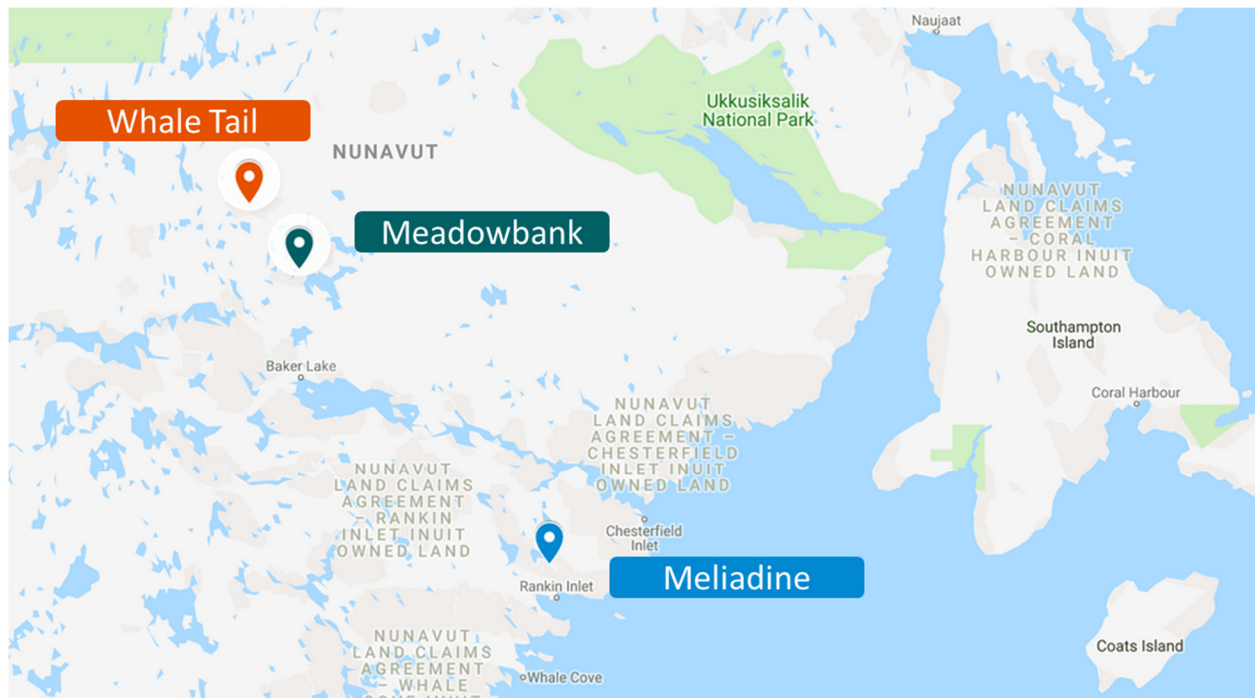 Naujaat
Ukkusiksalik
National Park
Whale Tail
NUNAVUT
NUNAVUT
LAND CLAIMS
AGREEMENT
– CORAL
HARBOUR INUIT
OWNED LAND
Meadowbank
Southampton
Island
Baker Lake
Coral Harbour
NUNAVUT
LAND CLAIMS
AGREEMENT –
CHESTERFIELD
INLET INUIT
OWNED LAND
NUNAVUT
LAND CLAIMS
AGREEMENT
– RANKIN
INLET INUIT
OWNED LAND
Chesterfield
Inlet
Meliadine
Rankin Inlet
NUNAVUT
LAND CLAIMS
AGREEMENT
– WHALE
COVE INUIT
Whale Cove
Coats Island